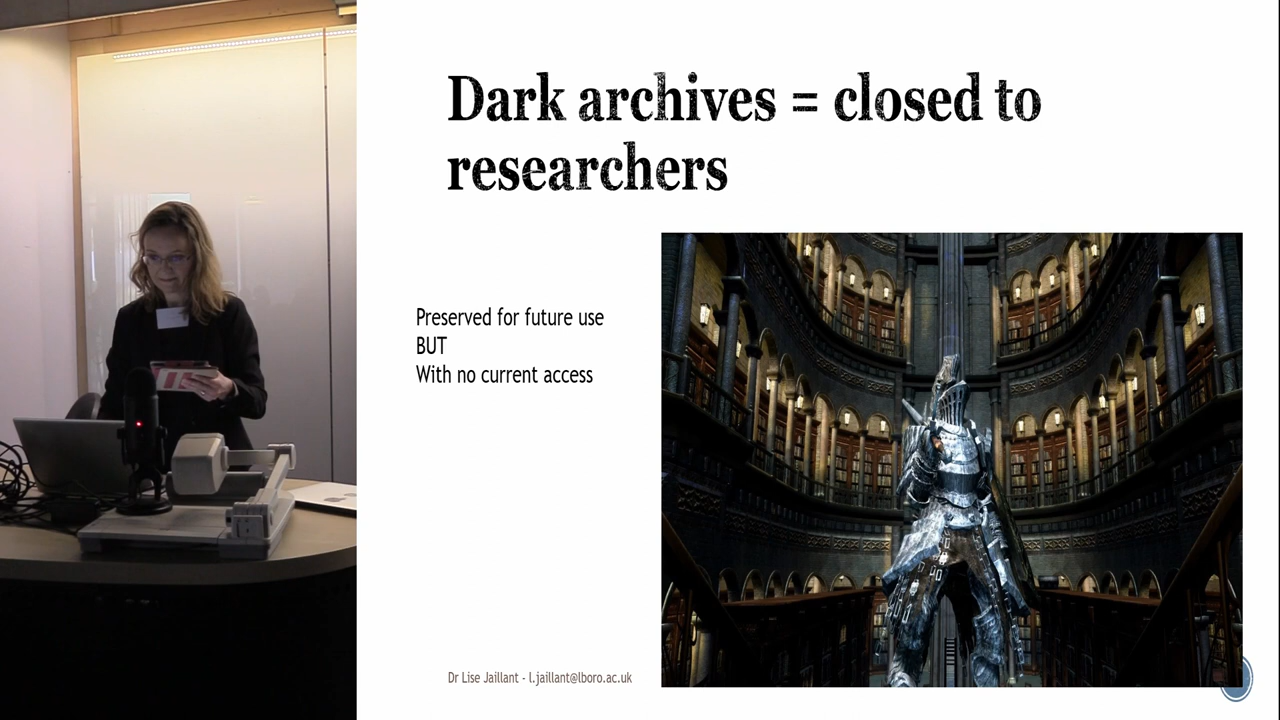 Dark archives = closed to
researchers
Preserved for future use
BUT
With no current access
Dr Lise Jaillant - l.jaillant@lboro.ac.uk